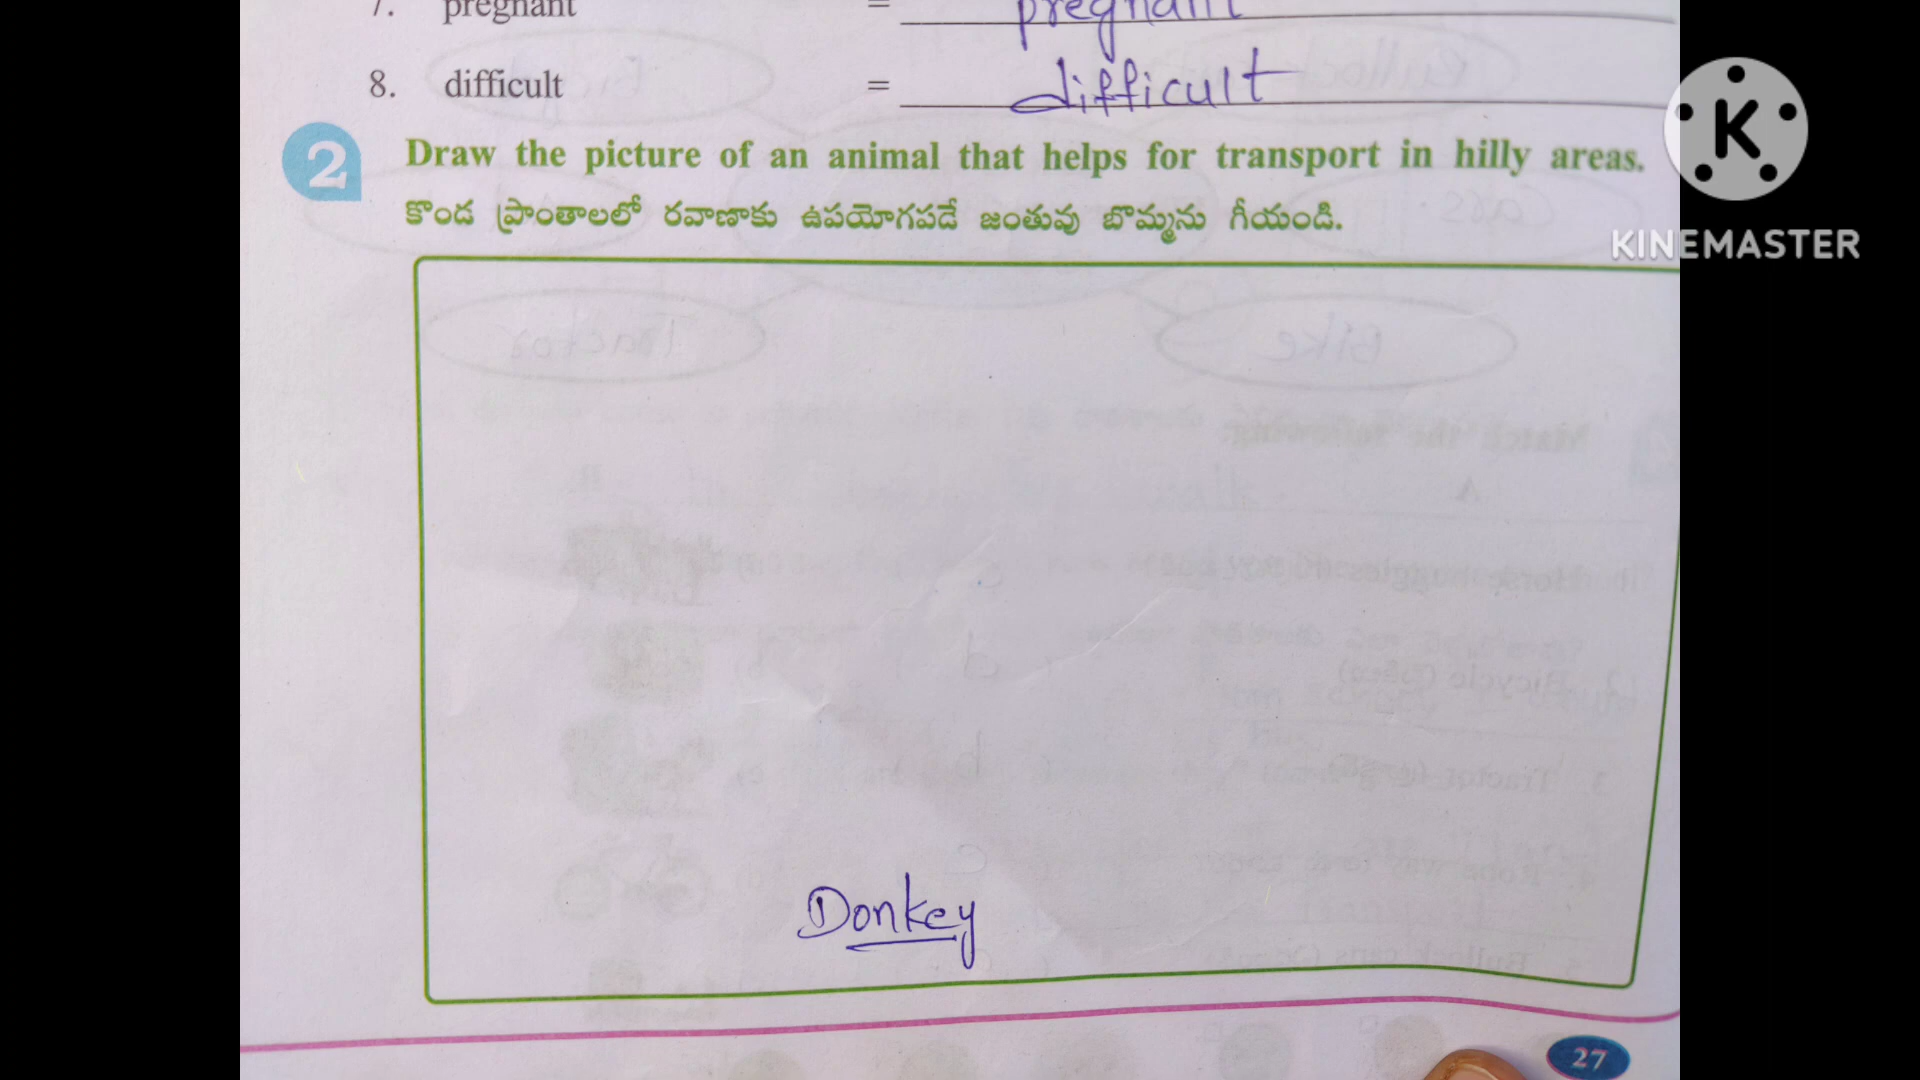 7. pregnant = pregnant
8. difficult = difficult
2 Draw the picture of an animal that helps for transport in hilly areas.
కొండ ప్రాంతాలలో రవాణాకు ఉపయోగపడే జంతువు బొమ్మను గీయండి.
K
KINEMASTER
Donkey
27